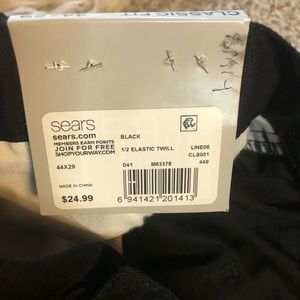 CLASSIC FIT
44X29
sears
sears.com
MEMBERS EARN POINTS
JOIN FOR FREE
SHOPYOURWAY.COM
BLACK
1/2 ELASTIC TWILL
LINE06
CLS001
44X29
D41
M63378
449
MADE IN CHINA
$24.99
6 941421 201413